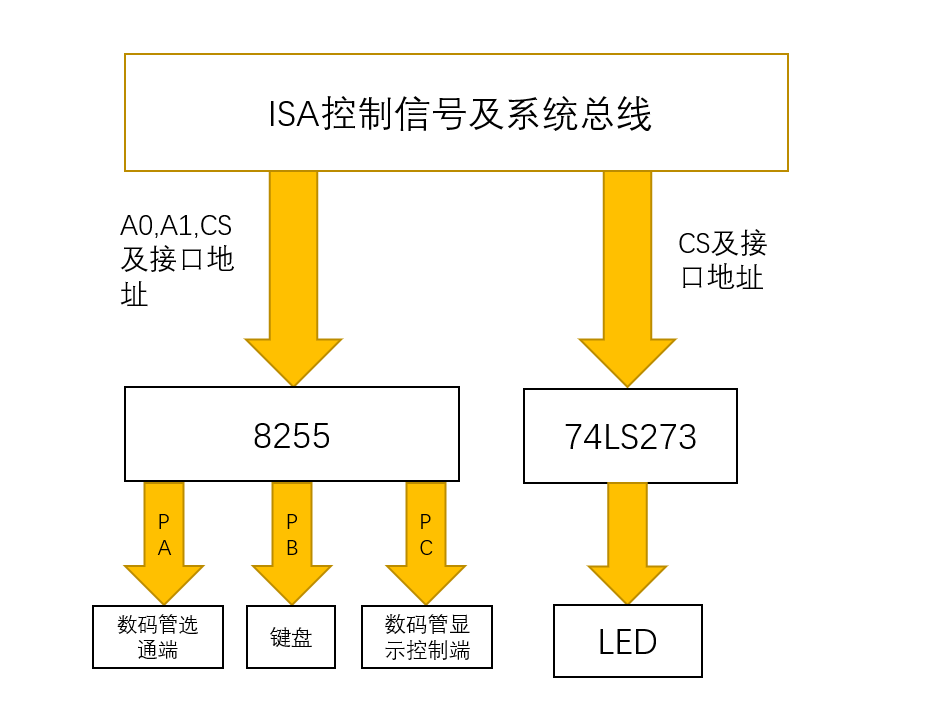 ISA控制信号及系统总线
A0,A1,CS
及接口地
址
CS及接
口地址
8255
74LS273
P
A
P
B
P
C
数码管选
通端
键盘
数码管显
示控制端
LED